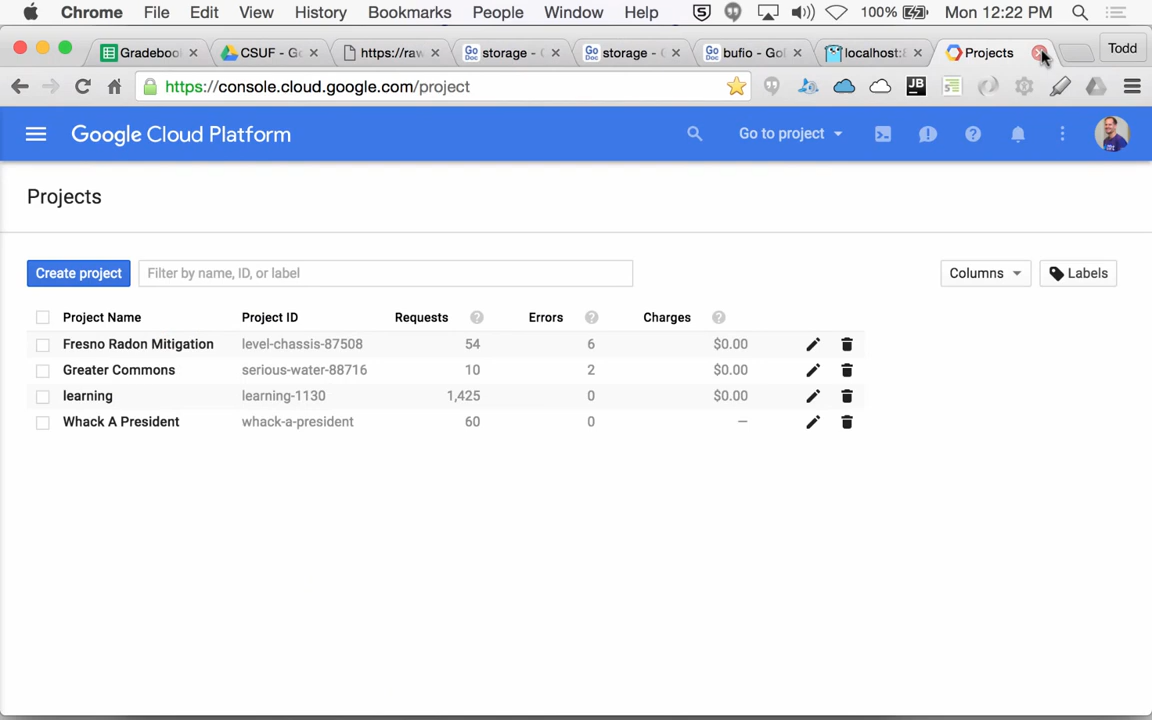 Chrome File Edit View History Bookmarks People Window Help 100% Mon 12:22 PM
Gradeboo CSUF - Go https://raw storage - storage - bufio - Go localhost:8 Projects Todd
https://console.cloud.google.com/project
Google Cloud Platform Go to project
Projects
Create project Filter by name, ID, or label Columns Labels
Project Name Project ID Requests ? Errors ? Charges ?
Fresno Radon Mitigation level-chassis-87508 54 6 $0.00
Greater Commons serious-water-88716 10 2 $0.00
learning learning-1130 1,425 0 $0.00
Whack A President whack-a-president 60 0 —